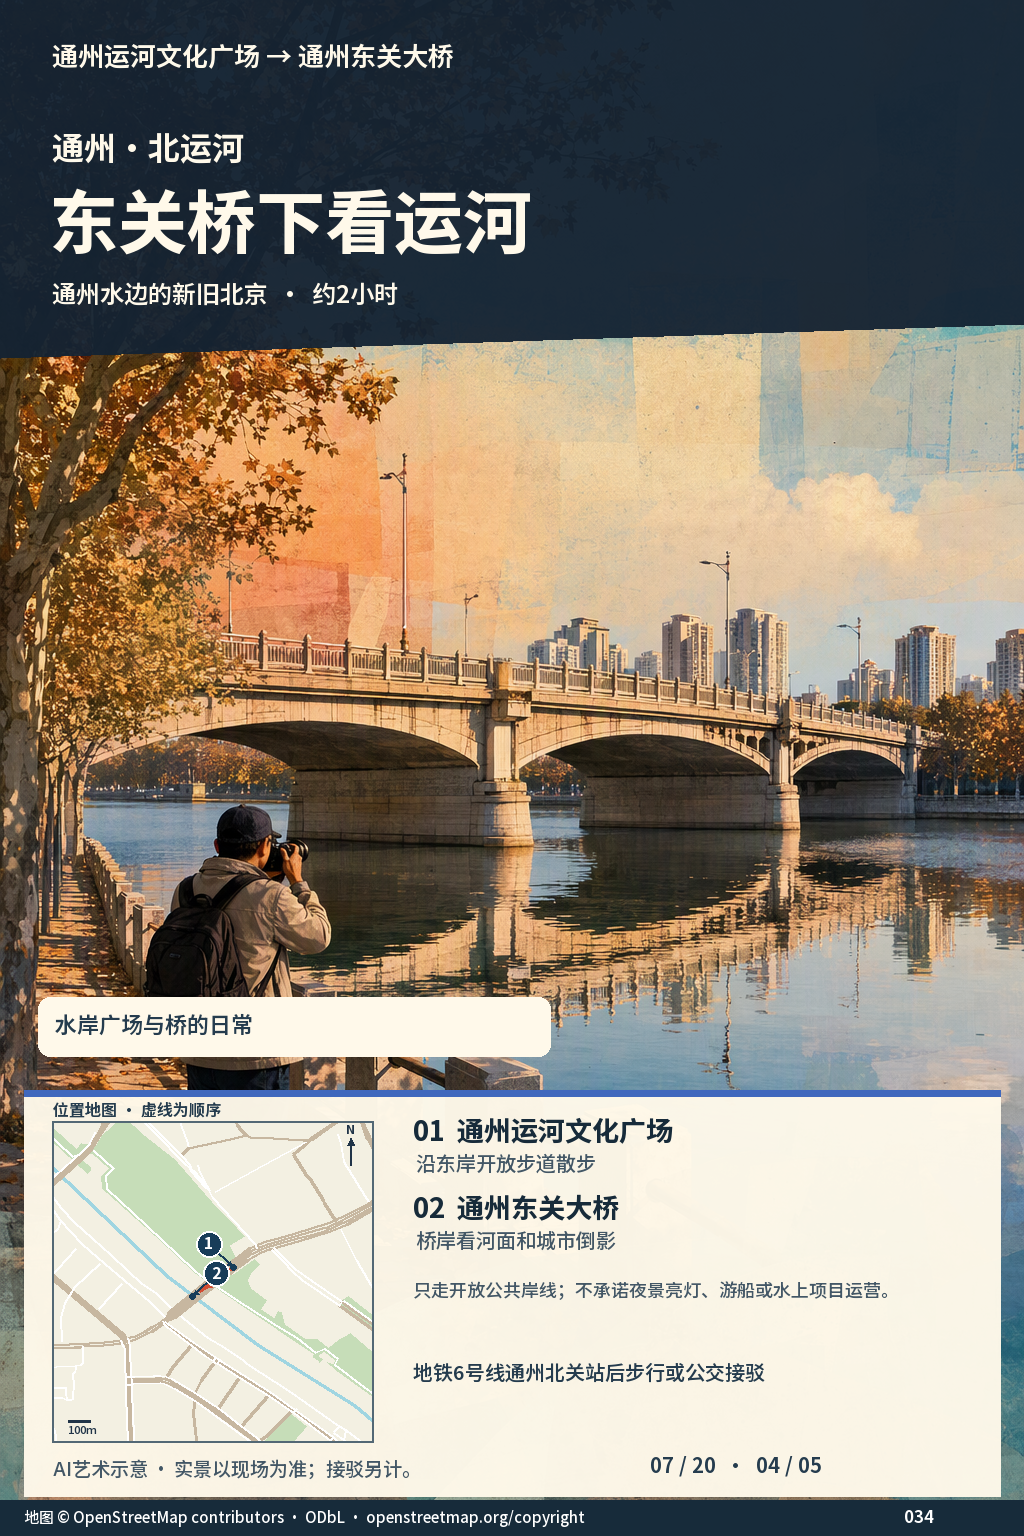 通州运河文化广场 → 通州东关大桥
通州·北运河
东关桥下看运河
通州水边的新旧北京 · 约2小时
水岸广场与桥的日常
位置地图 · 虚线为顺序
N
1
2
100m
01 通州运河文化广场
沿东岸开放步道散步
02 通州东关大桥
桥岸看河面和城市倒影
只走开放公共岸线；不承诺夜景亮灯、游船或水上项目运营。
地铁6号线通州北关站后步行或公交接驳
AI艺术示意 · 实景以现场为准；接驳另计。
07 / 20 · 04 / 05
地图 © OpenStreetMap contributors · ODbL · openstreetmap.org/copyright
034